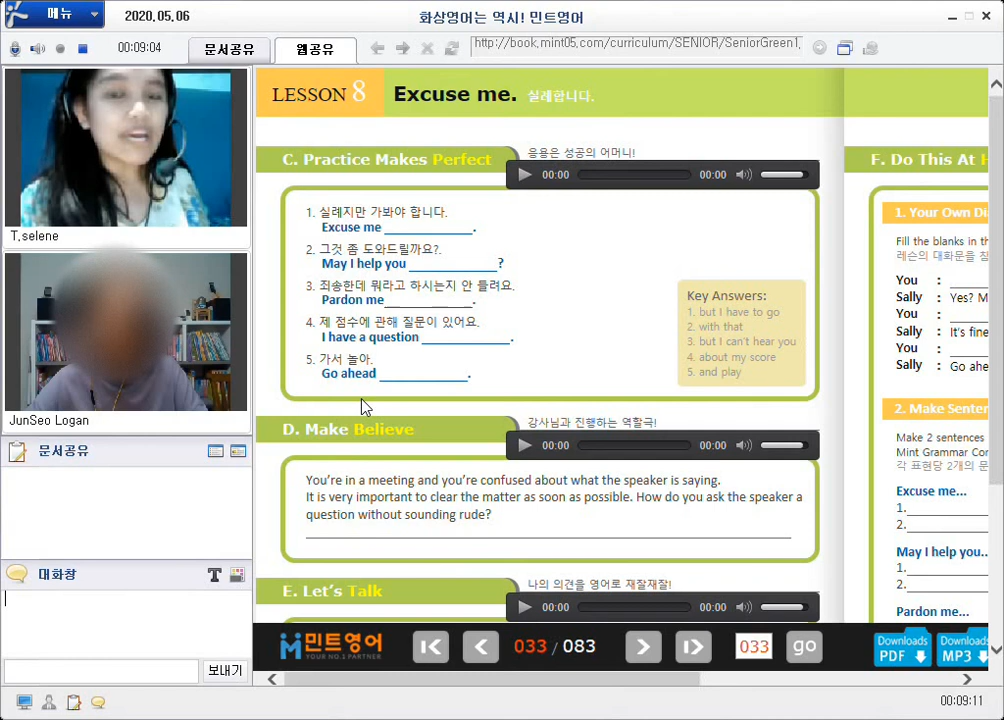 메뉴
2020.05.06
화상영어는 역시! 민트영어
00:09:04
문서공유
웹공유
http://book.mint05.com/curriculum/SENIOR/SeniorGreen1.
T.selene
JunSeo Logan
문서공유
대화창
보내기
LESSON 8
Excuse me. 실례합니다.
C. Practice Makes Perfect
응용은 성공의 어머니!
00:00
00:00
1. 실례지만 가봐야 합니다.
Excuse me ____________.
2. 그것 좀 도와드릴까요?.
May I help you ____________?
3. 죄송한데 뭐라고 하시는지 안 들려요.
Pardon me____________.
4. 제 점수에 관해 질문이 있어요.
I have a question ____________.
5. 가서 놀아.
Go ahead ____________.
Key Answers:
1. but I have to go
2. with that
3. but I can't hear you
4. about my score
5. and play
D. Make Believe
강사님과 진행하는 역할극!
00:00
00:00
You're in a meeting and you're confused about what the speaker is saying.
It is very important to clear the matter as soon as possible. How do you ask the speaker a
question without sounding rude?
E. Let's Talk
나의 의견을 영어로 재잘재잘!
00:00
00:00
F. Do This At
1. Your Own Di
Fill the blanks in th
레슨의 대화문을 참
You : ______
Sally : Yes? M
You : ______
Sally : It's fine
You : ______
Sally : Go ahe
2. Make Senten
Make 2 sentences
Mint Grammar Cor
각 표현당 2개의 문
Excuse me...
1.____________
2.____________
May I help you..
1.____________
2.____________
Pardon me...
민트영어
YOUR NO.1 PARTNER
033 / 083
033
go
Downloads
PDF
Downloads
MP3
00:09:11